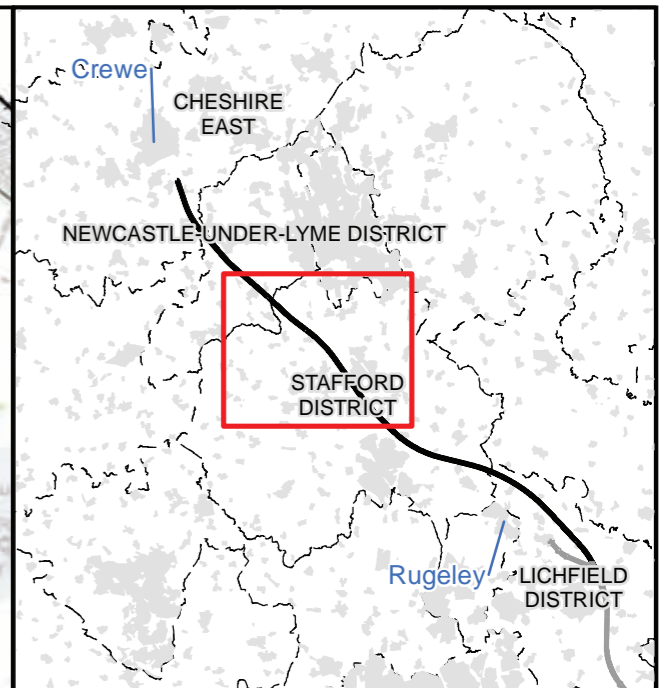 Crewe
CHESHIRE
EAST
NEWCASTLE-UNDER-LYME DISTRICT
STAFFORD
DISTRICT
Rugeley
LICHFIELD
DISTRICT